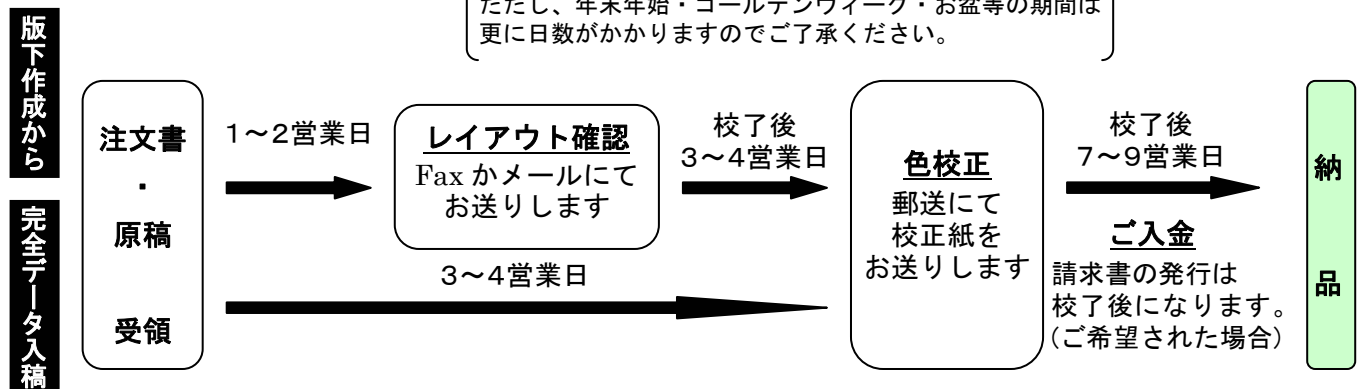 ただし、年末年始・ゴールデンウィーク・お盆等の期間は
更に日数がかかりますのでご了承ください。
版下作成から
完全データ入稿
注文書
・
原稿
受領
1～2営業日
レイアウト確認
Fax かメールにて
お送りします
校了後
3～4営業日
3～4営業日
色校正
郵送にて
校正紙を
お送りします
校了後
7～9営業日
ご入金
請求書の発行は
校了後になります。
(ご希望された場合)
納
品